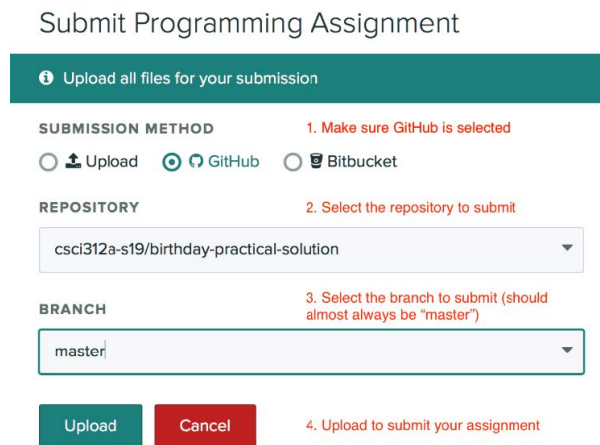 Submit Programming Assignment
Upload all files for your submission
SUBMISSION METHOD
1. Make sure GitHub is selected
Upload GitHub Bitbucket
REPOSITORY
2. Select the repository to submit
csci312a-s19/birthday-practical-solution
BRANCH
3. Select the branch to submit (should
almost always be “master”)
master
Upload Cancel
4. Upload to submit your assignment